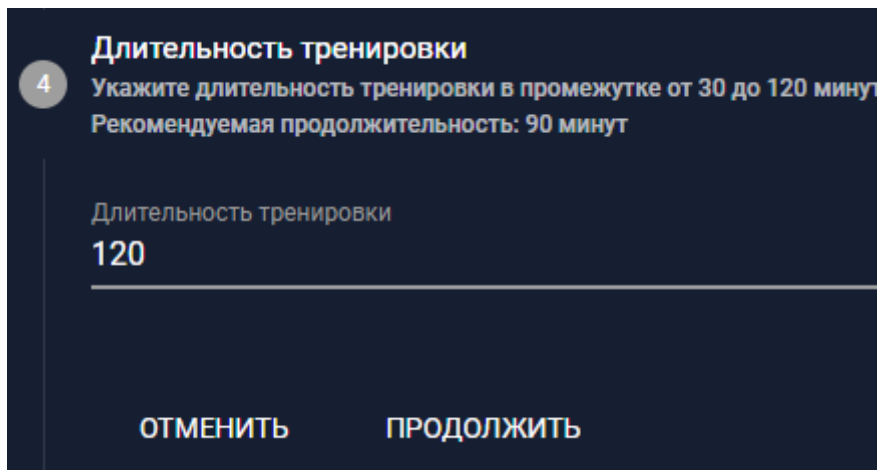 Длительность тренировки
4
Укажите длительность тренировки в промежутке от 30 до 120 минут
Рекомендуемая продолжительность: 90 минут
Длительность тренировки
120
ОТМЕНИТЬ ПРОДОЛЖИТЬ